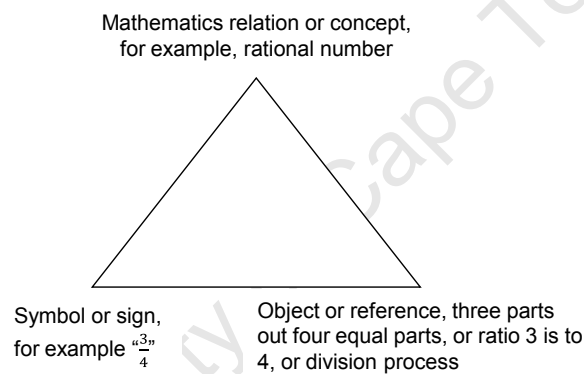 Mathematics relation or concept,
for example, rational number
Symbol or sign,
for example “3/4”
Object or reference, three parts
out four equal parts, or ratio 3 is to
4, or division process